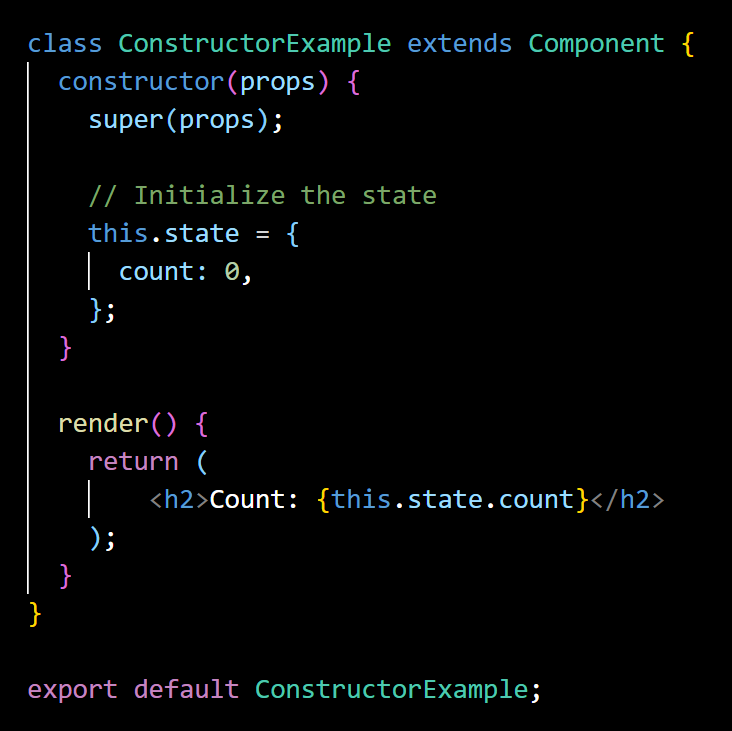 class ConstructorExample extends Component {
  constructor(props) {
    super(props);

    // Initialize the state
    this.state = {
      count: 0,
    };
  }

  render() {
    return (
        <h2>Count: {this.state.count}</h2>
    );
  }
}

export default ConstructorExample;